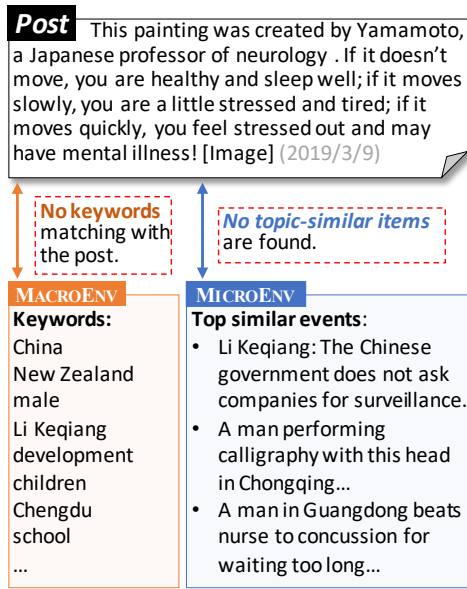 Post This painting was created by Yamamoto,
a Japanese professor of neurology . If it doesn't
move, you are healthy and sleep well; if it moves
slowly, you are a little stressed and tired; if it
moves quickly, you feel stressed out and may
have mental illness! [Image] (2019/3/9)
No keywords
matching with
the post.
No topic-similar items
are found.
MACROENV
Keywords:
China
New Zealand
male
Li Keqiang
development
children
Chengdu
school
…
MICROENV
Top similar events:
• Li Keqiang: The Chinese
government does not ask
companies for surveillance.
• A man performing
calligraphy with this head
in Chongqing…
• A man in Guangdong beats
nurse to concussion for
waiting too long…